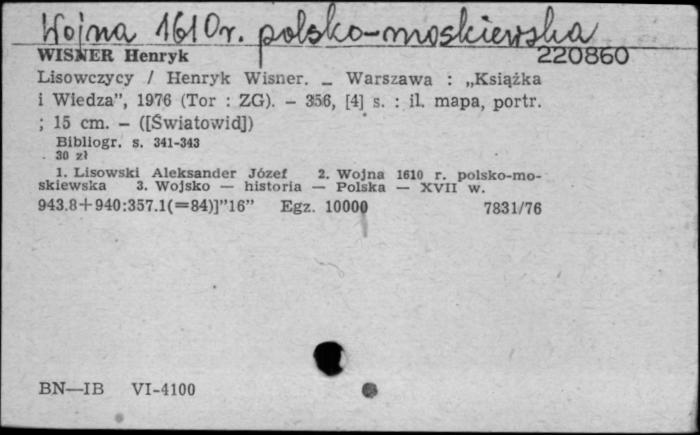 Wojna 1610r. polsko-moskiewska
WISNER Henryk 220860
Lisowczycy / Henryk Wisner. _ Warszawa : „Książka
i Wiedza”, 1976 (Tor : ZG). – 356, [4] s. : il. mapa, portr.
; 15 cm. – ([Światowid])
Bibliogr. s. 341-343
30 zł
1. Lisowski Aleksander Józef 2. Wojna 1610 r. polsko-mo-
skiewska 3. Wojsko — historia — Polska — XVII w.
943.8+940:357.1(=84)]”16” Egz. 10000 7831/76
BN—IB VI-4100